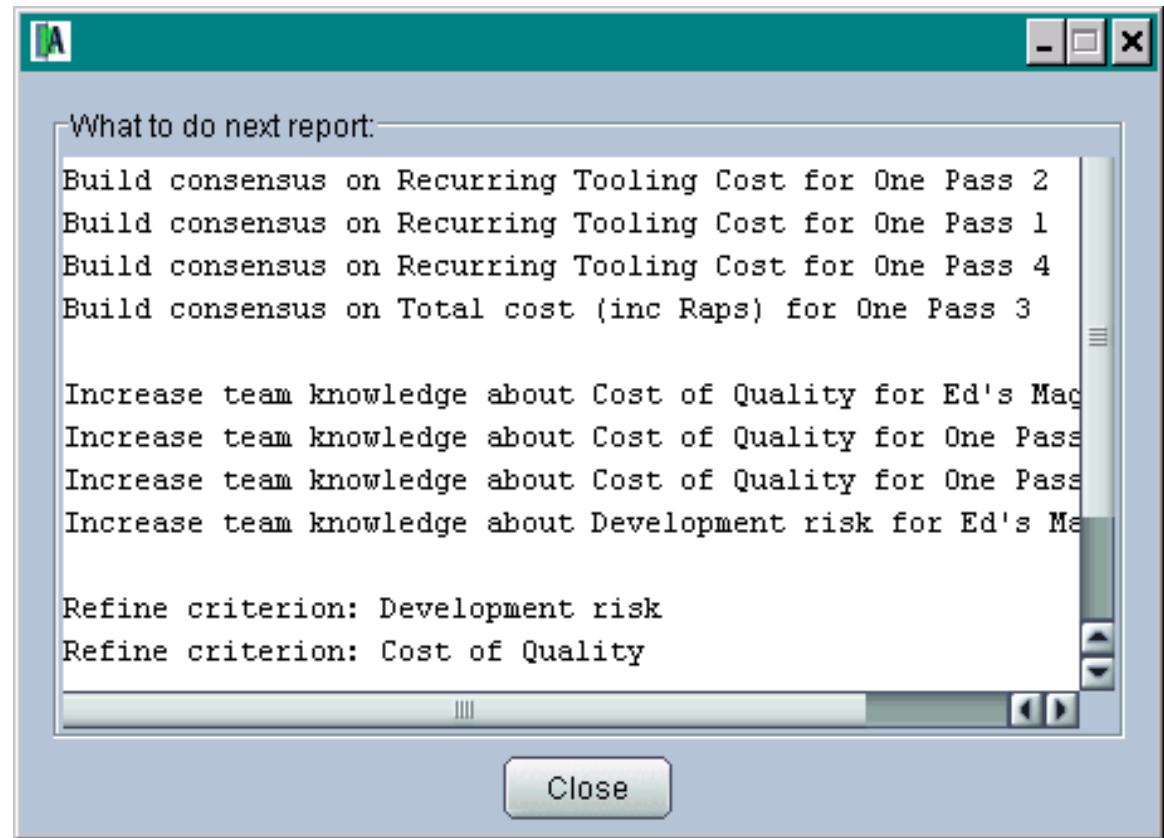 What to do next report:
Build consensus on Recurring Tooling Cost for One Pass 2
Build consensus on Recurring Tooling Cost for One Pass 1
Build consensus on Recurring Tooling Cost for One Pass 4
Build consensus on Total cost (inc Raps) for One Pass 3
Increase team knowledge about Cost of Quality for Ed's Mag
Increase team knowledge about Cost of Quality for One Pass
Increase team knowledge about Cost of Quality for One Pass
Increase team knowledge about Development risk for Ed's Ma
Refine criterion: Development risk
Refine criterion: Cost of Quality
Close